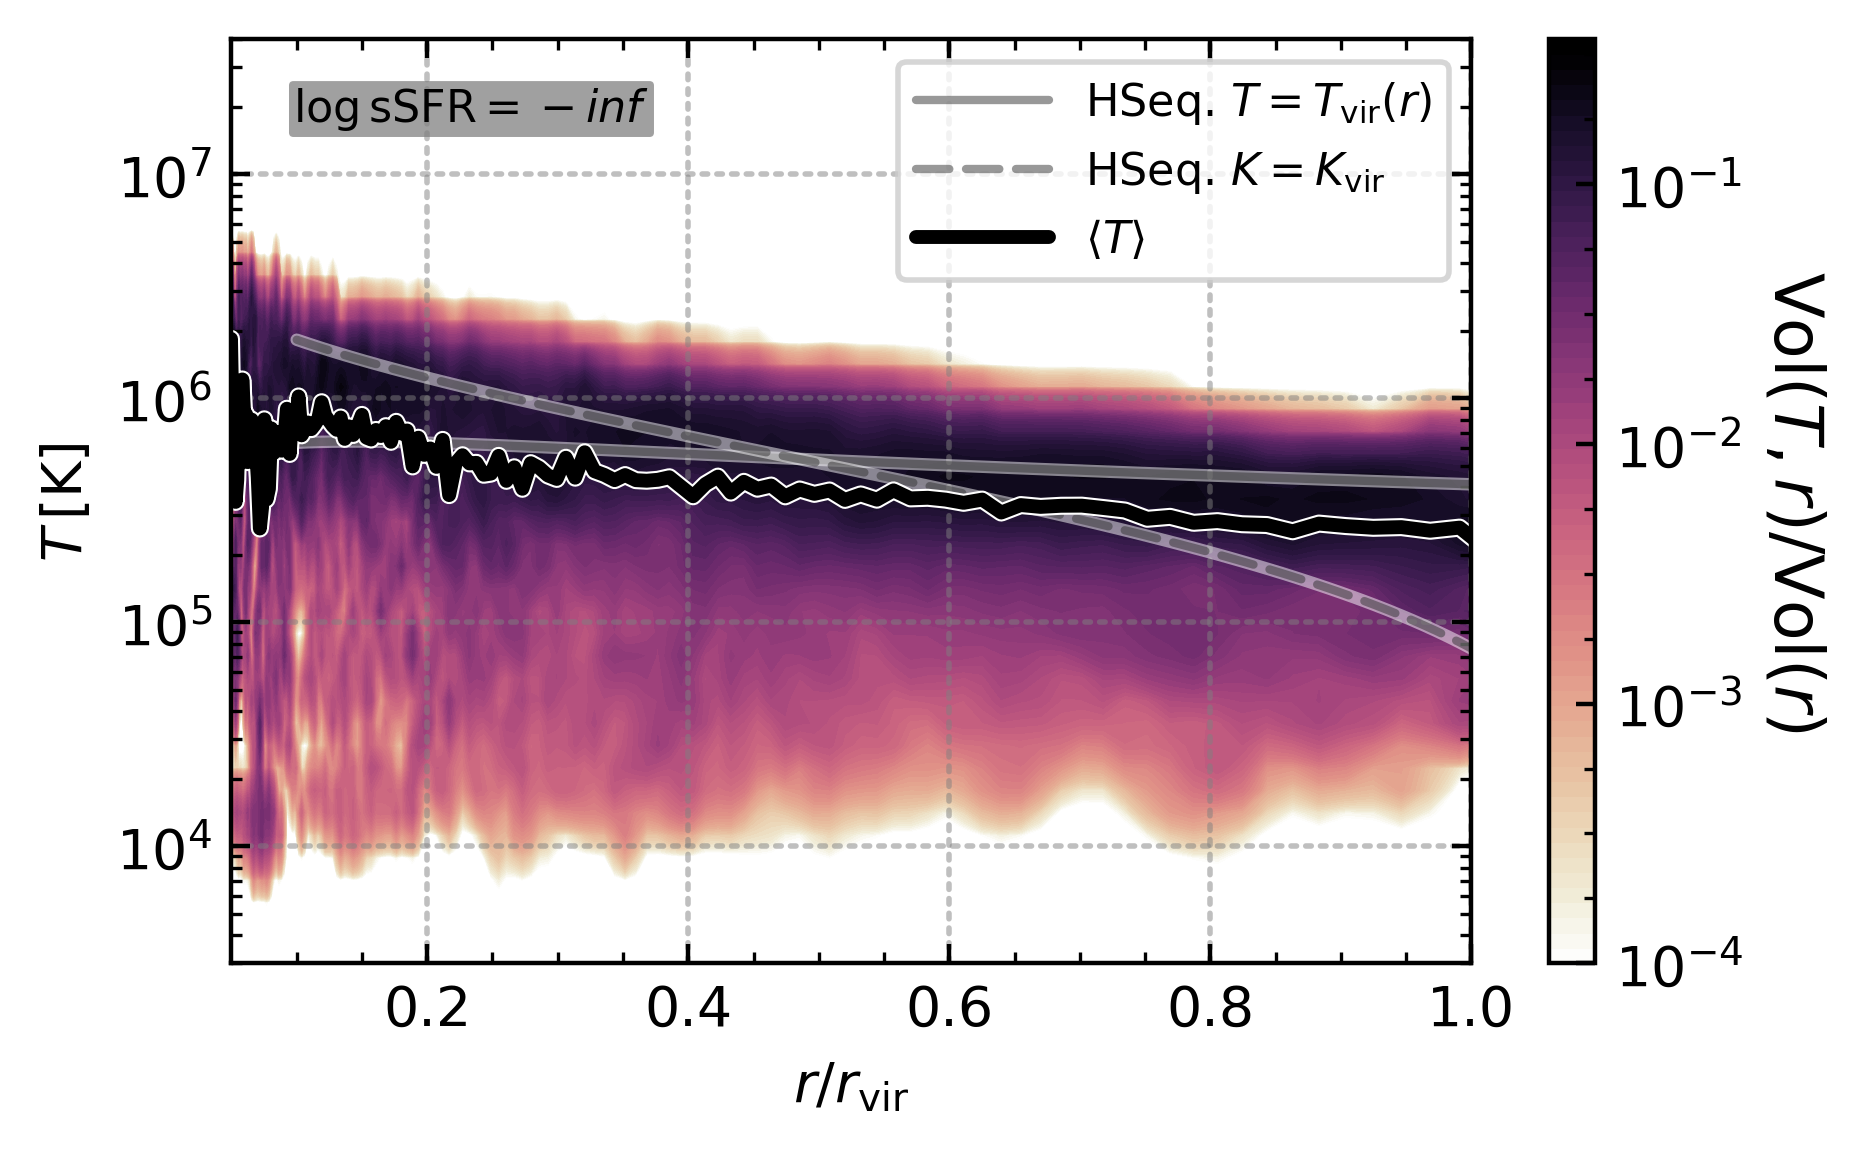 log sSFR = −inf
HSeq. T = T_vir(r)
HSeq. K = K_vir
⟨T⟩
10^7
10^6
10^5
10^4
T [K]
0.2 0.4 0.6 0.8 1.0
r/r_vir
10^−1
10^−2
10^−3
10^−4
Vol(T, r)/Vol(r)